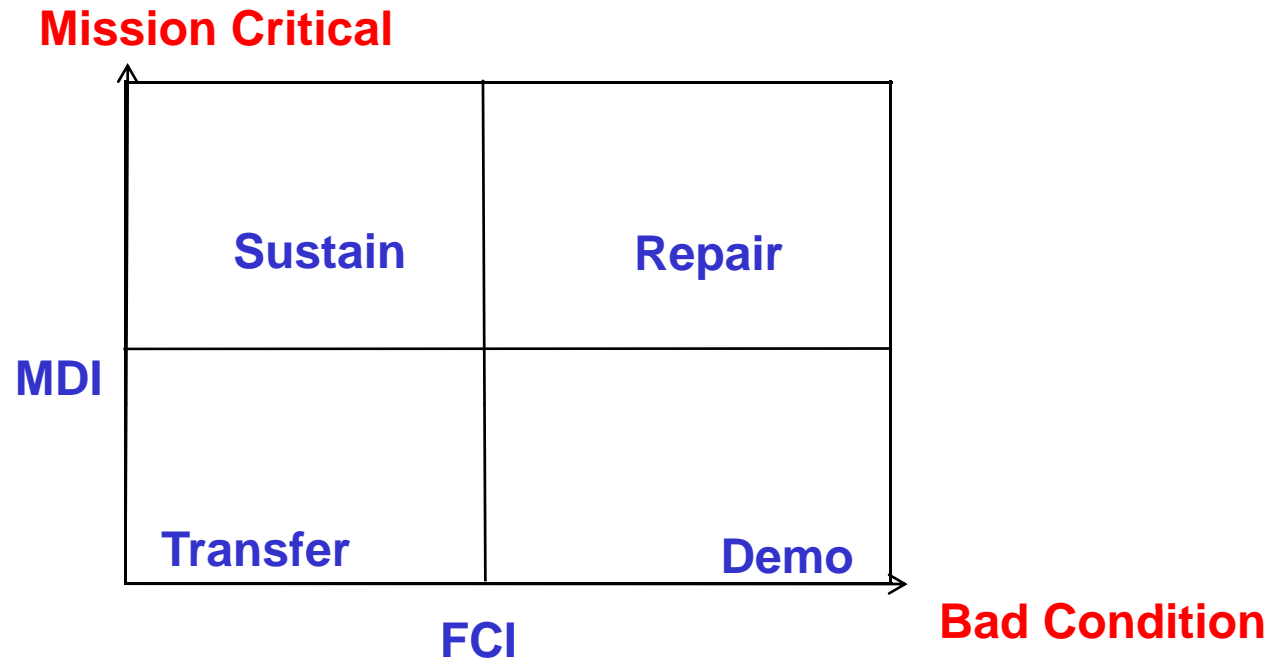 Mission Critical
Sustain
Repair
MDI
Transfer
Demo
FCI
Bad Condition